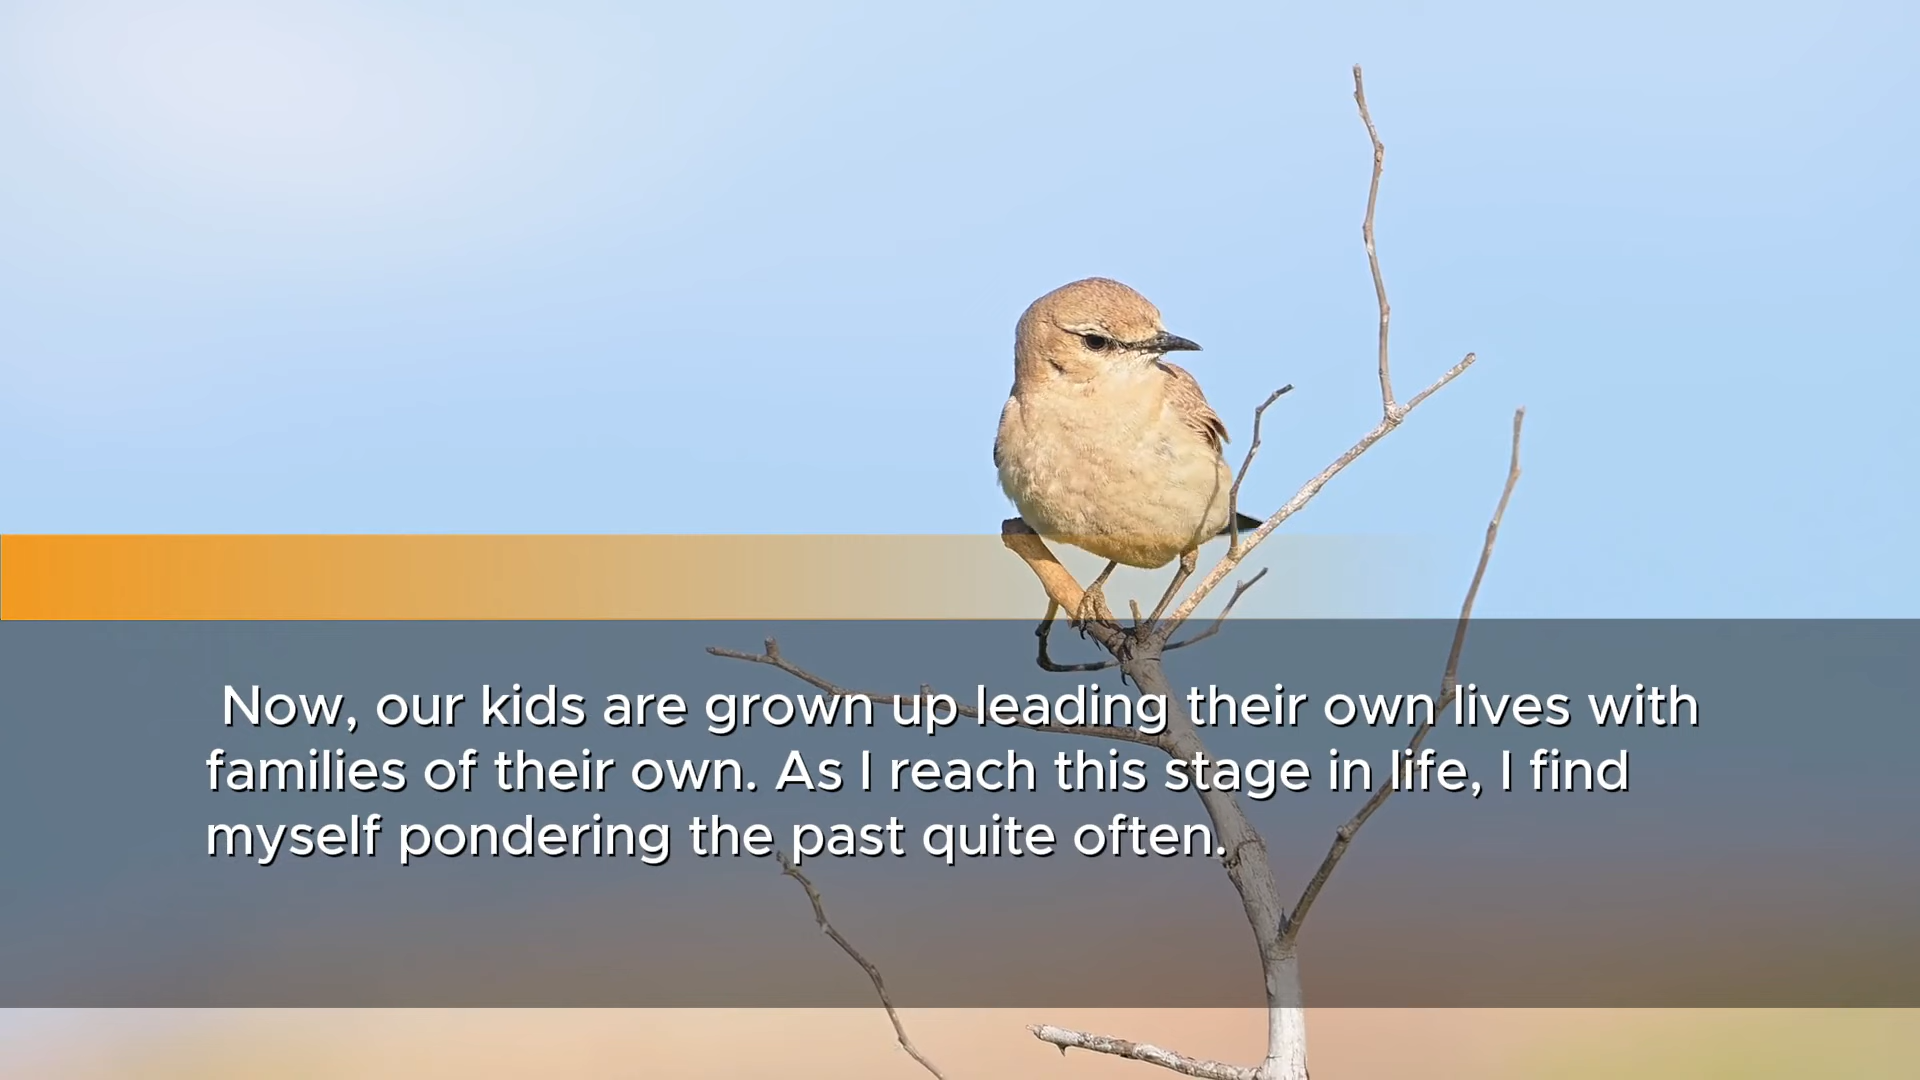 Now, our kids are grown up leading their own lives with
families of their own. As I reach this stage in life, I find
myself pondering the past quite often.